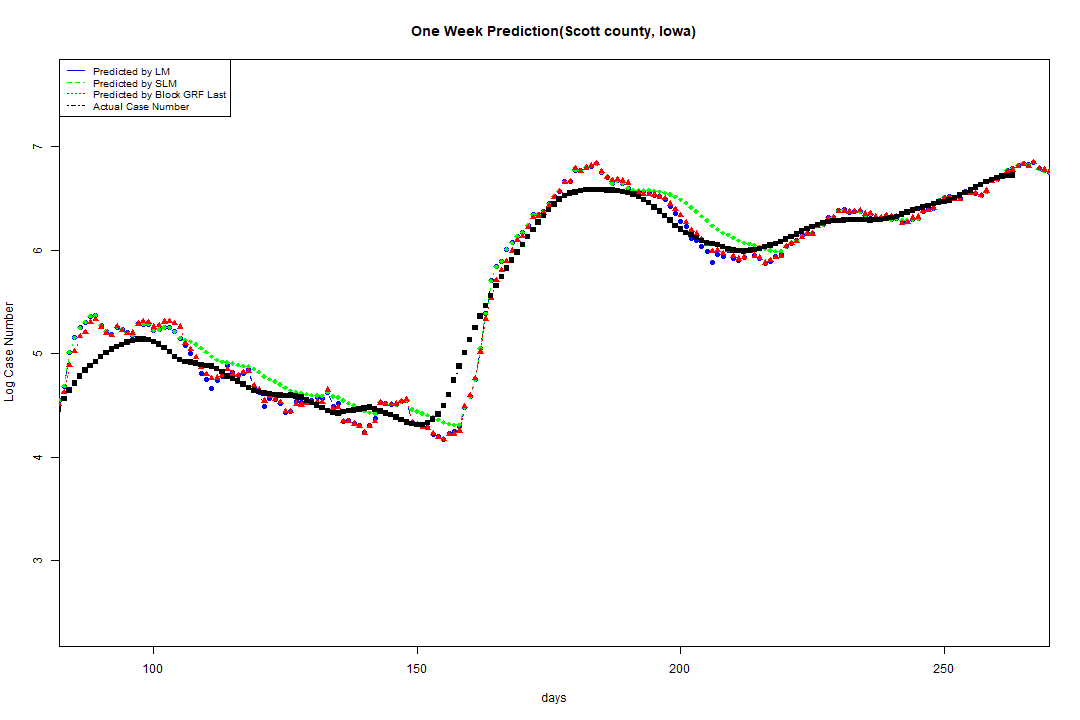 One Week Prediction(Scott county, Iowa)
Predicted by LM
Predicted by SLM
Predicted by Block GRF Last
Actual Case Number
Log Case Number
7
6
5
4
3
100 150 200 250
days